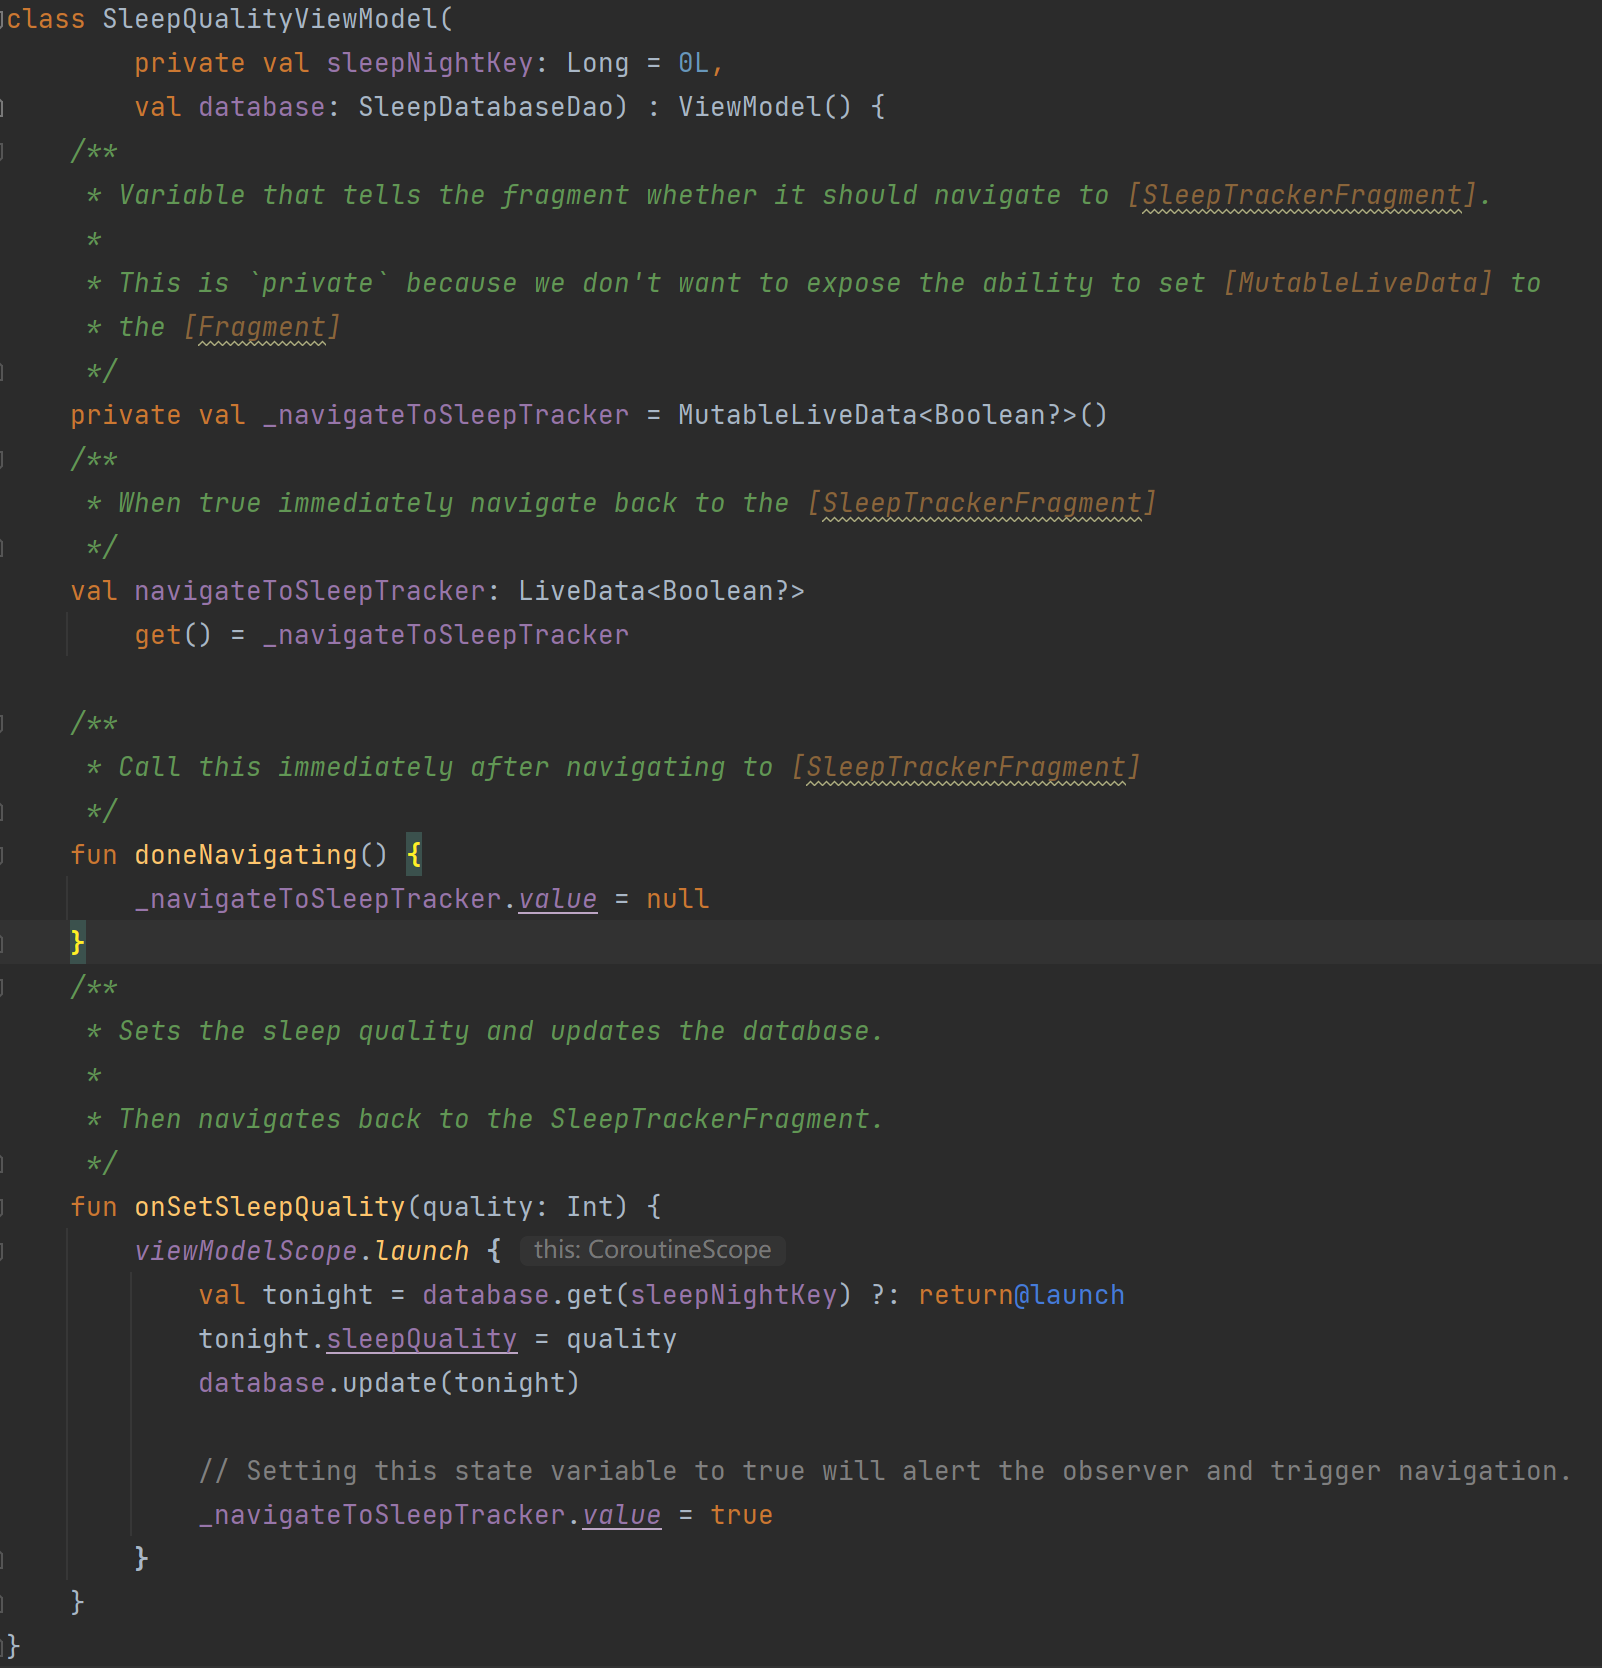 class SleepQualityViewModel(
        private val sleepNightKey: Long = 0L,
        val database: SleepDatabaseDao) : ViewModel() {
    /**
     * Variable that tells the fragment whether it should navigate to [SleepTrackerFragment].
     *
     * This is `private` because we don't want to expose the ability to set [MutableLiveData] to
     * the [Fragment]
     */
    private val _navigateToSleepTracker = MutableLiveData<Boolean?>()
    /**
     * When true immediately navigate back to the [SleepTrackerFragment]
     */
    val navigateToSleepTracker: LiveData<Boolean?>
        get() = _navigateToSleepTracker

    /**
     * Call this immediately after navigating to [SleepTrackerFragment]
     */
    fun doneNavigating() {
        _navigateToSleepTracker.value = null
    }
    /**
     * Sets the sleep quality and updates the database.
     *
     * Then navigates back to the SleepTrackerFragment.
     */
    fun onSetSleepQuality(quality: Int) {
        viewModelScope.launch { this: CoroutineScope
            val tonight = database.get(sleepNightKey) ?: return@launch
            tonight.sleepQuality = quality
            database.update(tonight)

            // Setting this state variable to true will alert the observer and trigger navigation.
            _navigateToSleepTracker.value = true
        }
    }
}